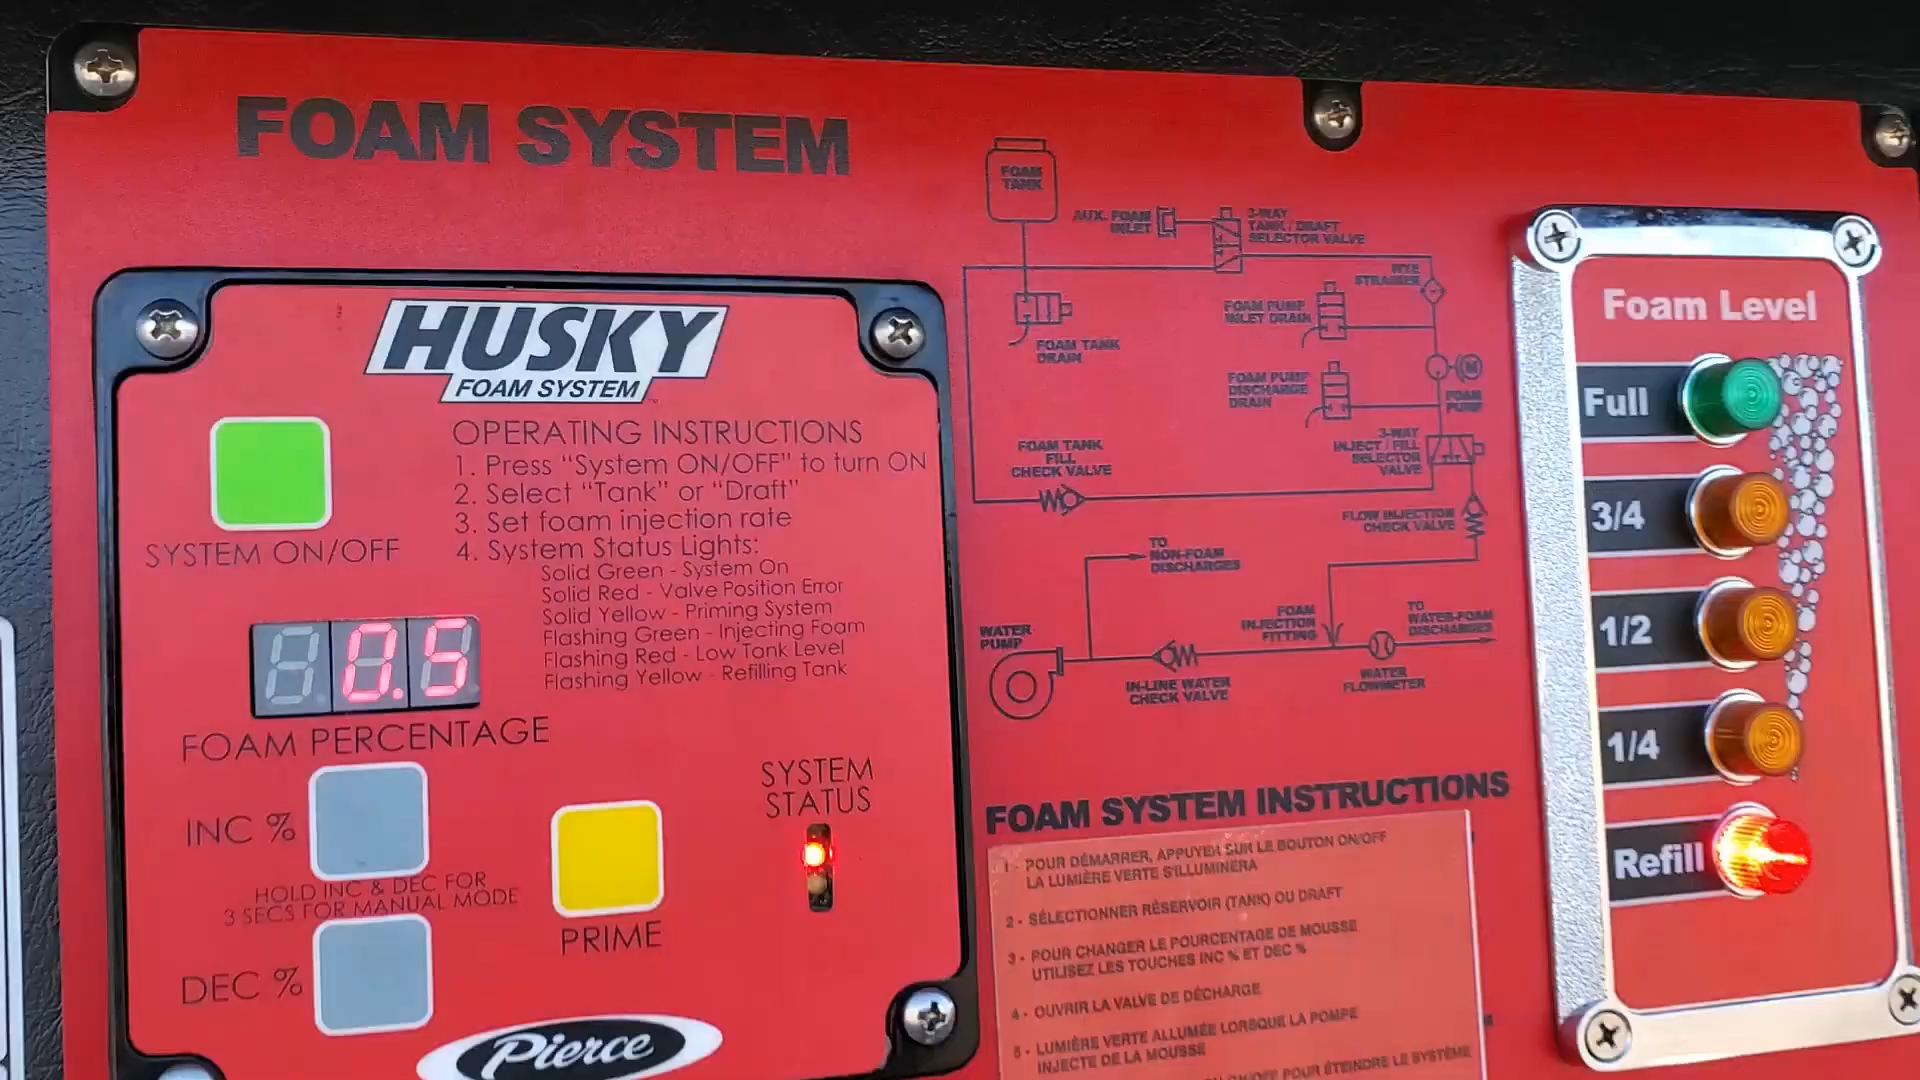 FOAM SYSTEM
HUSKY
FOAM SYSTEM
OPERATING INSTRUCTIONS
1. Press “System ON/OFF” to turn ON
2. Select “Tank” or “Draft”
3. Set foam injection rate
4. System Status Lights:
Solid Green - System On
Solid Red - Valve Position Error
Solid Yellow - Priming System
Flashing Green - Injecting Foam
Flashing Red - Low Tank Level
Flashing Yellow - Refilling Tank
SYSTEM ON/OFF
0.5
FOAM PERCENTAGE
INC %
HOLD INC & DEC FOR
3 SECS FOR MANUAL MODE
DEC %
PRIME
SYSTEM
STATUS
Pierce
FOAM
TANK
AUX. FOAM
INLET
3-WAY
TANK / DRAFT
SELECTOR VALVE
WYE
STRAINER
FOAM PUMP
INLET DRAIN
FOAM TANK
DRAIN
M
FOAM PUMP
DISCHARGE
DRAIN
FOAM
PUMP
3-WAY
INJECT / FILL
SELECTOR
VALVE
FOAM TANK
FILL
CHECK VALVE
FLOW INJECTION
CHECK VALVE
TO
NON-FOAM
DISCHARGES
FOAM
INJECTION
FITTING
TO
WATER-FOAM
DISCHARGES
WATER
PUMP
IN-LINE WATER
CHECK VALVE
WATER
FLOWMETER
FOAM SYSTEM INSTRUCTIONS
1 - POUR DÉMARRER, APPUYER SUR LE BOUTON ON/OFF
LA LUMIÈRE VERTE S'ILLUMINERA
2 - SÉLECTIONNER RÉSERVOIR (TANK) OU DRAFT
3 - POUR CHANGER LE POURCENTAGE DE MOUSSE
UTILISEZ LES TOUCHES INC % ET DEC %
4 - OUVRIR LA VALVE DE DÉCHARGE
5 - LUMIÈRE VERTE ALLUMÉE LORSQUE LA POMPE
INJECTE DE LA MOUSSE
ON/OFF POUR ÉTEINDRE LE SYSTÈME
Foam Level
Full
3/4
1/2
1/4
Refill